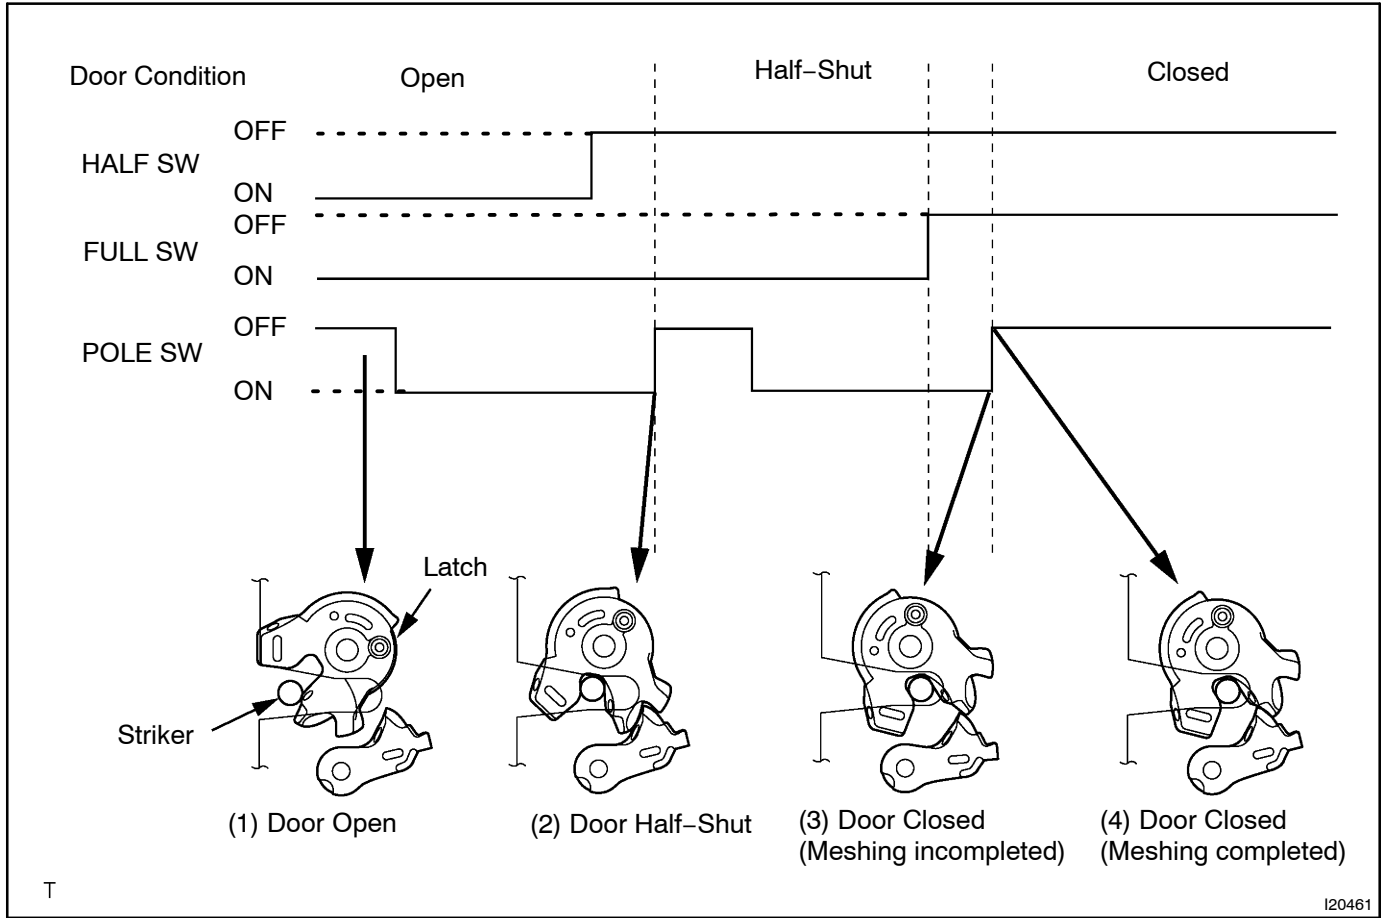 Door Condition Open Half−Shut Closed
OFF
HALF SW
ON
OFF
FULL SW
ON
OFF
POLE SW
ON
Latch
Striker
(1) Door Open
(2) Door Half−Shut
(3) Door Closed
(Meshing incompleted)
(4) Door Closed
(Meshing completed)
T
I20461